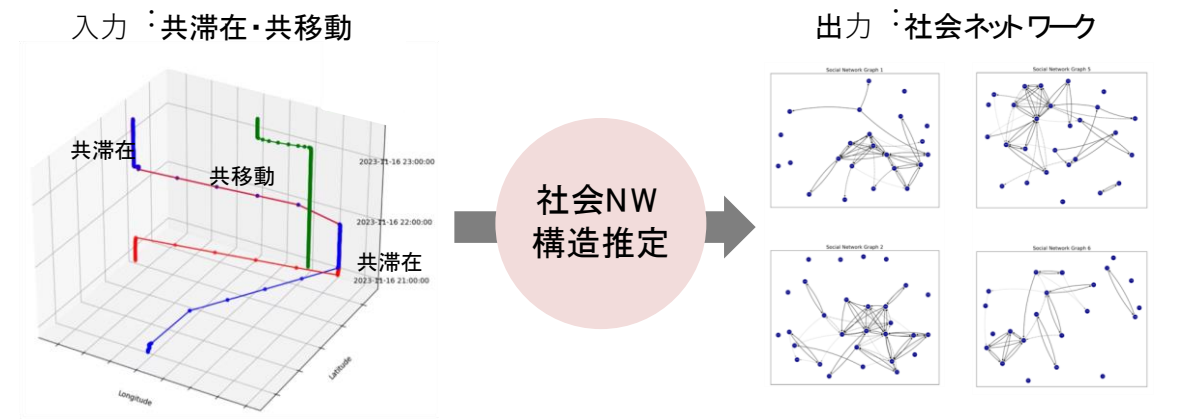 入力：共滞在・共移動
出力：社会ネットワーク
共滞在
共移動
共滞在
2023-11-16 23:00:00
2023-11-16 22:00:00
2023-11-16 21:00:00
Longitude
Latitude
社会NW
構造推定
Social Network Graph 1
Social Network Graph 5
Social Network Graph 2
Social Network Graph 6